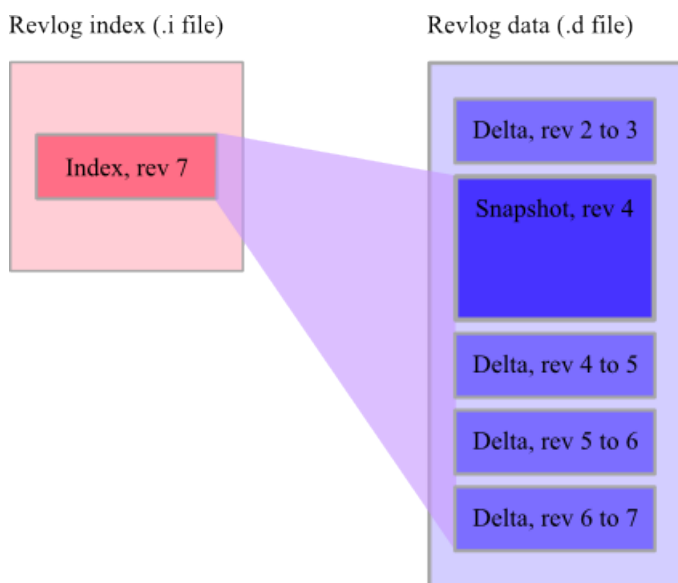 Revlog index (.i file)
Index, rev 7
Revlog data (.d file)
Delta, rev 2 to 3
Snapshot, rev 4
Delta, rev 4 to 5
Delta, rev 5 to 6
Delta, rev 6 to 7